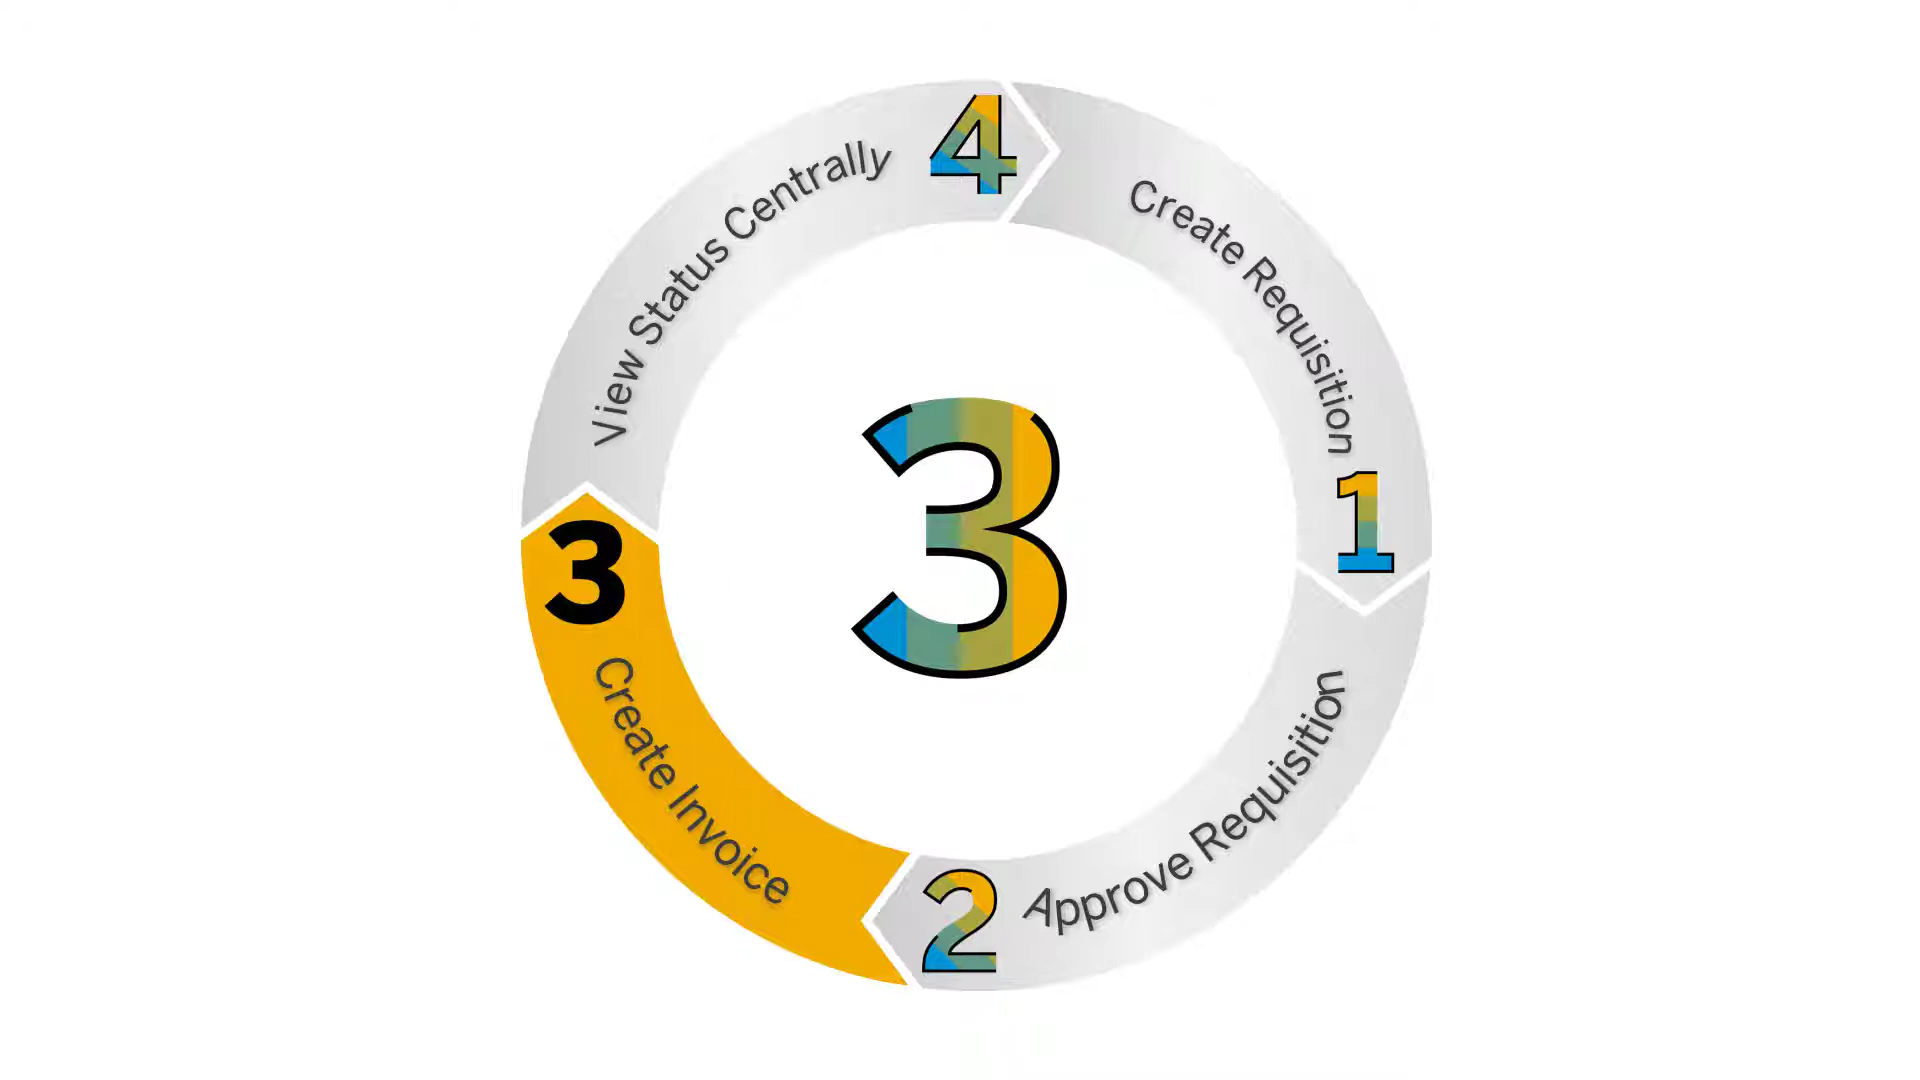 4
View Status Centrally
Create Requisition
1
3
3
Create Invoice
2
Approve Requisition